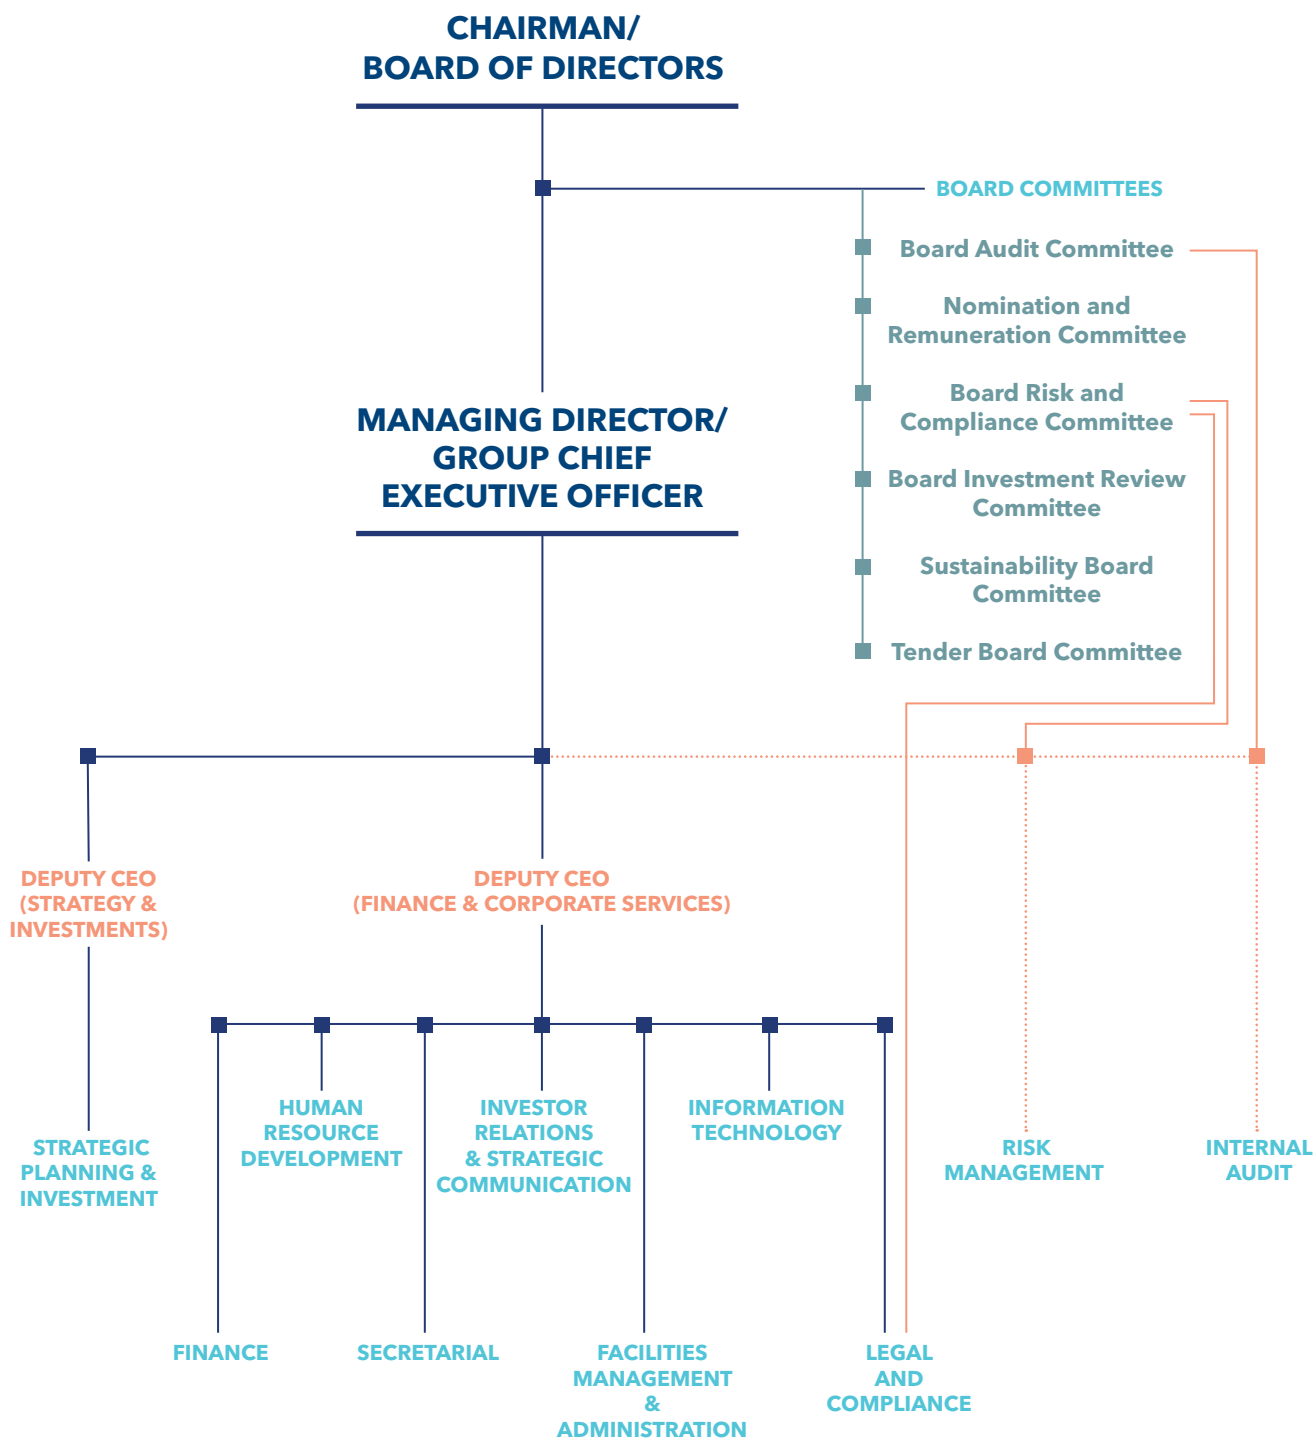 CHAIRMAN/
BOARD OF DIRECTORS
BOARD COMMITTEES
Board Audit Committee
Nomination and
Remuneration Committee
Board Risk and
Compliance Committee
Board Investment Review
Committee
Sustainability Board
Committee
Tender Board Committee
MANAGING DIRECTOR/
GROUP CHIEF
EXECUTIVE OFFICER
DEPUTY CEO
(STRATEGY &
INVESTMENTS)
DEPUTY CEO
(FINANCE & CORPORATE SERVICES)
STRATEGIC
PLANNING &
INVESTMENT
HUMAN
RESOURCE
DEVELOPMENT
INVESTOR
RELATIONS
& STRATEGIC
COMMUNICATION
INFORMATION
TECHNOLOGY
RISK
MANAGEMENT
INTERNAL
AUDIT
FINANCE
SECRETARIAL
FACILITIES
MANAGEMENT
&
ADMINISTRATION
LEGAL
AND
COMPLIANCE